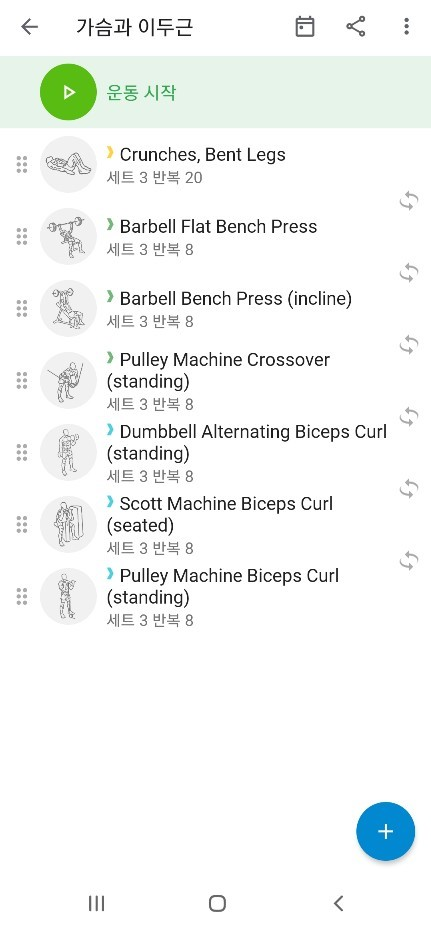 가슴과 이두근
운동 시작
Crunches, Bent Legs
세트 3 반복 20
Barbell Flat Bench Press
세트 3 반복 8
Barbell Bench Press (incline)
세트 3 반복 8
Pulley Machine Crossover
(standing)
세트 3 반복 8
Dumbbell Alternating Biceps Curl
(standing)
세트 3 반복 8
Scott Machine Biceps Curl
(seated)
세트 3 반복 8
Pulley Machine Biceps Curl
(standing)
세트 3 반복 8